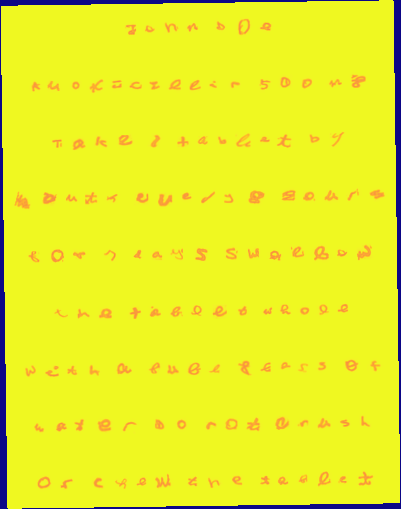 John DOe
AMOXICIllin 500 mg
Take 1 tablet by
mouth every 8 hours
fOr 7 days Swallow
the tablet whole
with a full glass Of
water Do nOt crush
Or chew the tablet